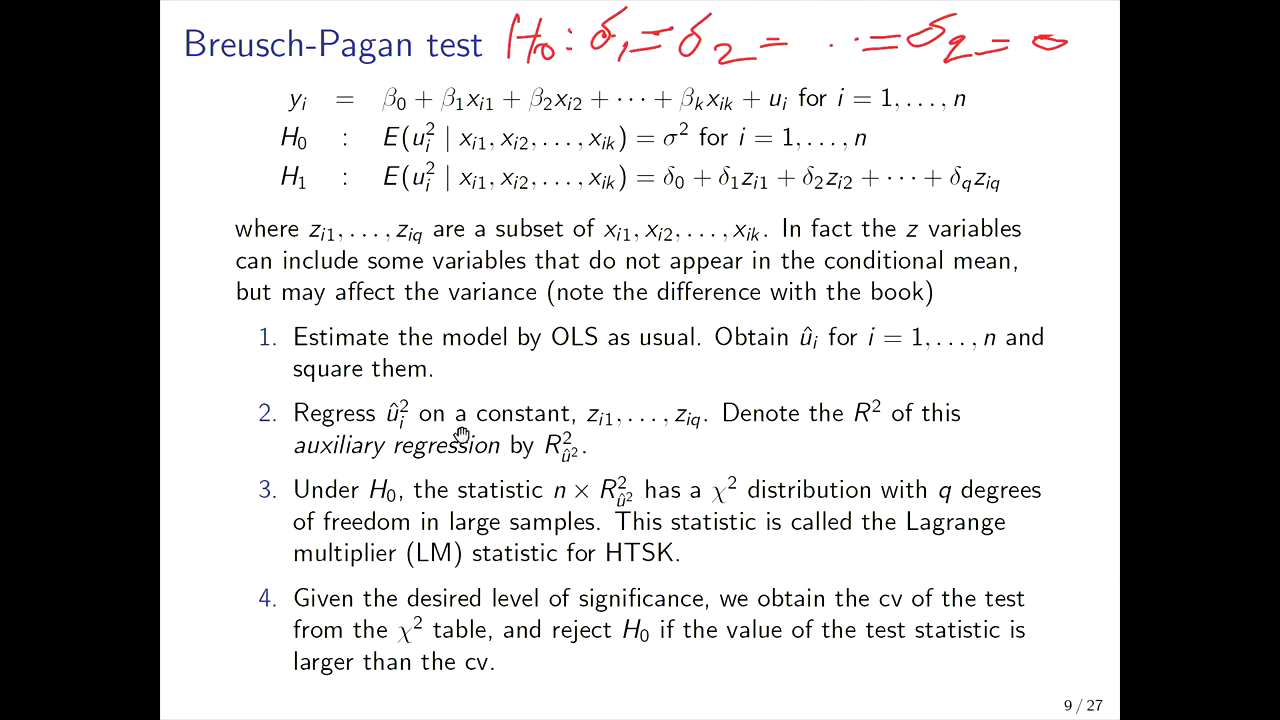 Breusch-Pagan test H₀: δ₁ = δ₂ = ... = δq = 0
yᵢ = β₀ + β₁xᵢ₁ + β₂xᵢ₂ + ⋯ + βₖxᵢₖ + uᵢ for i = 1, . . . , n
H₀ : E(uᵢ² | xᵢ₁, xᵢ₂, . . . , xᵢₖ) = σ² for i = 1, . . . , n
H₁ : E(uᵢ² | xᵢ₁, xᵢ₂, . . . , xᵢₖ) = δ₀ + δ₁zᵢ₁ + δ₂zᵢ₂ + ⋯ + δqzᵢq
where zᵢ₁, . . . , zᵢq are a subset of xᵢ₁, xᵢ₂, . . . , xᵢₖ. In fact the z variables
can include some variables that do not appear in the conditional mean,
but may affect the variance (note the difference with the book)
1. Estimate the model by OLS as usual. Obtain ûᵢ for i = 1, . . . , n and
square them.
2. Regress ûᵢ² on a constant, zᵢ₁, . . . , zᵢq. Denote the R² of this
auxiliary regression by R²û².
3. Under H₀, the statistic n × R²û² has a χ² distribution with q degrees
of freedom in large samples. This statistic is called the Lagrange
multiplier (LM) statistic for HTSK.
4. Given the desired level of significance, we obtain the cv of the test
from the χ² table, and reject H₀ if the value of the test statistic is
larger than the cv.
9 / 27